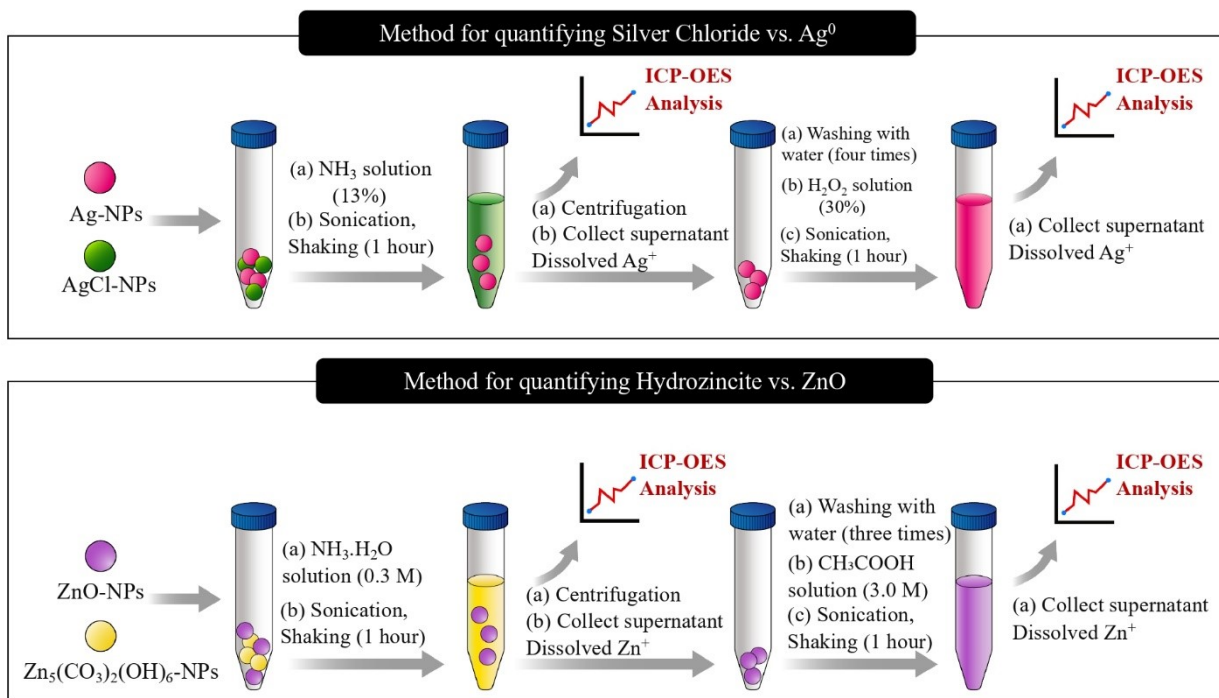 Method for quantifying Silver Chloride vs. Ag⁰
Ag-NPs
AgCl-NPs
(a) NH₃ solution
(13%)
(b) Sonication,
Shaking (1 hour)
ICP-OES
Analysis
(a) Centrifugation
(b) Collect supernatant
Dissolved Ag⁺
(a) Washing with
water (four times)
(b) H₂O₂ solution
(30%)
(c) Sonication,
Shaking (1 hour)
ICP-OES
Analysis
(a) Collect supernatant
Dissolved Ag⁺
Method for quantifying Hydrozincite vs. ZnO
ZnO-NPs
Zn₅(CO₃)₂(OH)₆-NPs
(a) NH₃.H₂O
solution (0.3 M)
(b) Sonication,
Shaking (1 hour)
ICP-OES
Analysis
(a) Centrifugation
(b) Collect supernatant
Dissolved Zn⁺
(a) Washing with
water (three times)
(b) CH₃COOH
solution (3.0 M)
(c) Sonication,
Shaking (1 hour)
ICP-OES
Analysis
(a) Collect supernatant
Dissolved Zn⁺